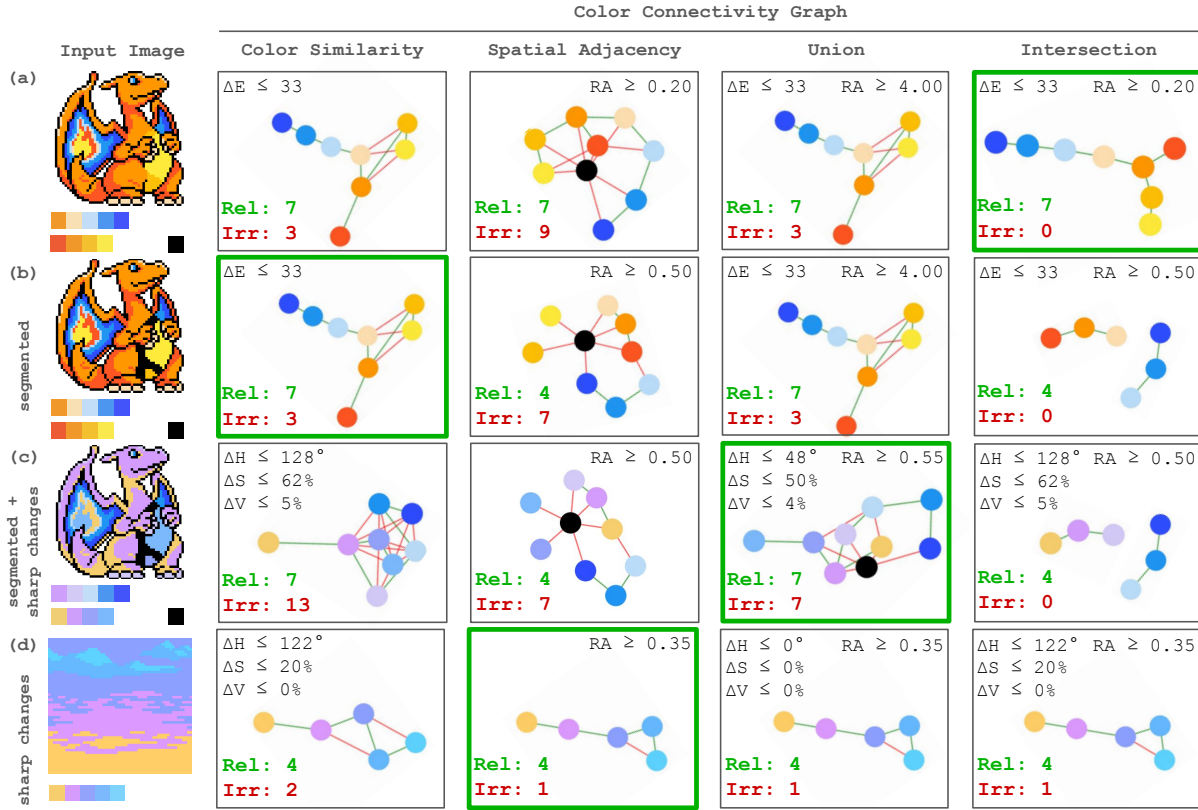 Color Connectivity Graph
Input Image
Color Similarity
Spatial Adjacency
Union
Intersection
(a)
ΔE ≤ 33
Rel: 7
Irr: 3
RA ≥ 0.20
Rel: 7
Irr: 9
ΔE ≤ 33 RA ≥ 4.00
Rel: 7
Irr: 3
ΔE ≤ 33 RA ≥ 0.20
Rel: 7
Irr: 0
(b)
segmented
ΔE ≤ 33
Rel: 7
Irr: 3
RA ≥ 0.50
Rel: 4
Irr: 7
ΔE ≤ 33 RA ≥ 4.00
Rel: 7
Irr: 3
ΔE ≤ 33 RA ≥ 0.50
Rel: 4
Irr: 0
(c)
segmented +
sharp changes
ΔH ≤ 128°
ΔS ≤ 62%
ΔV ≤ 5%
Rel: 7
Irr: 13
RA ≥ 0.50
Rel: 4
Irr: 7
ΔH ≤ 48° RA ≥ 0.55
ΔS ≤ 50%
ΔV ≤ 4%
Rel: 7
Irr: 7
ΔH ≤ 128° RA ≥ 0.50
ΔS ≤ 62%
ΔV ≤ 5%
Rel: 4
Irr: 0
(d)
sharp changes
ΔH ≤ 122°
ΔS ≤ 20%
ΔV ≤ 0%
Rel: 4
Irr: 2
RA ≥ 0.35
Rel: 4
Irr: 1
ΔH ≤ 0° RA ≥ 0.35
ΔS ≤ 0%
ΔV ≤ 0%
Rel: 4
Irr: 1
ΔH ≤ 122° RA ≥ 0.35
ΔS ≤ 20%
ΔV ≤ 0%
Rel: 4
Irr: 1